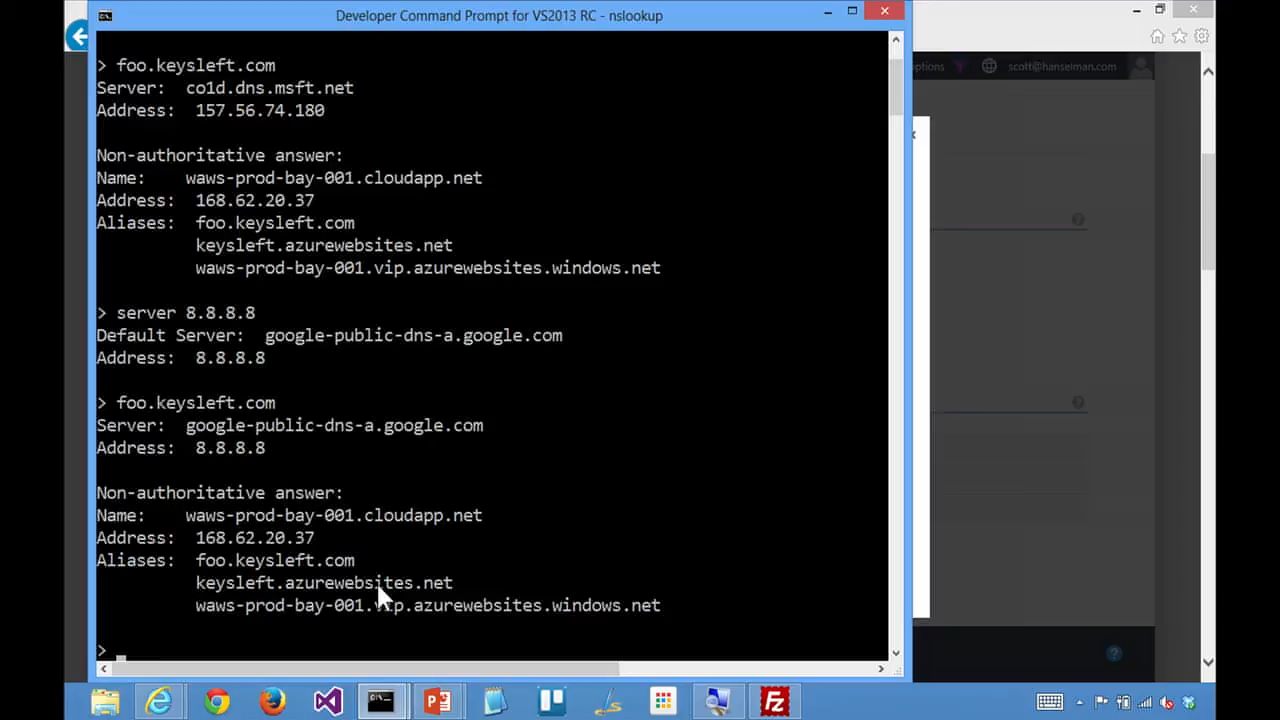 Developer Command Prompt for VS2013 RC - nslookup
> foo.keysleft.com
Server:  co1d.dns.msft.net
Address:  157.56.74.180
Non-authoritative answer:
Name:    waws-prod-bay-001.cloudapp.net
Address:  168.62.20.37
Aliases:  foo.keysleft.com
keysleft.azurewebsites.net
waws-prod-bay-001.vip.azurewebsites.windows.net
> server 8.8.8.8
Default Server:  google-public-dns-a.google.com
Address:  8.8.8.8
> foo.keysleft.com
Server:  google-public-dns-a.google.com
Address:  8.8.8.8
Non-authoritative answer:
Name:    waws-prod-bay-001.cloudapp.net
Address:  168.62.20.37
Aliases:  foo.keysleft.com
keysleft.azurewebsites.net
waws-prod-bay-001.vip.azurewebsites.windows.net
>
options
scott@hanselman.com